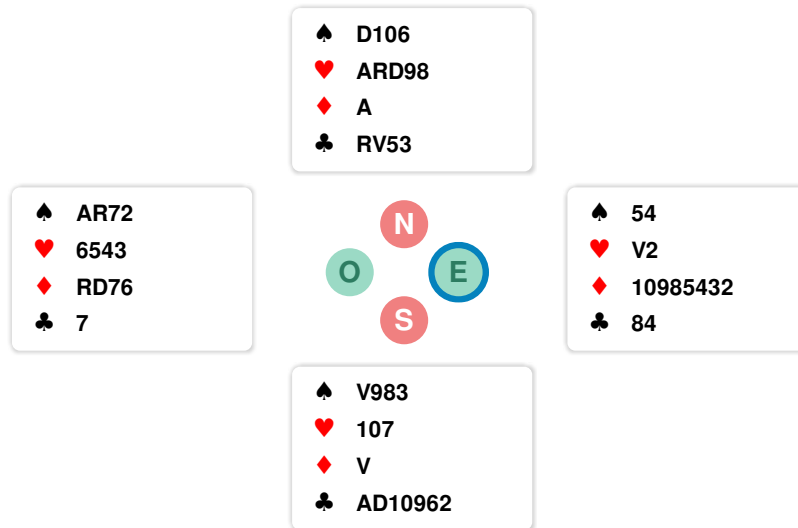 ♠ D106
♥ ARD98
♦ A
♣ RV53
♠ AR72
♥ 6543
♦ RD76
♣ 7
N
O E
S
♠ 54
♥ V2
♦ 10985432
♣ 84
♠ V983
♥ 107
♦ V
♣ AD10962